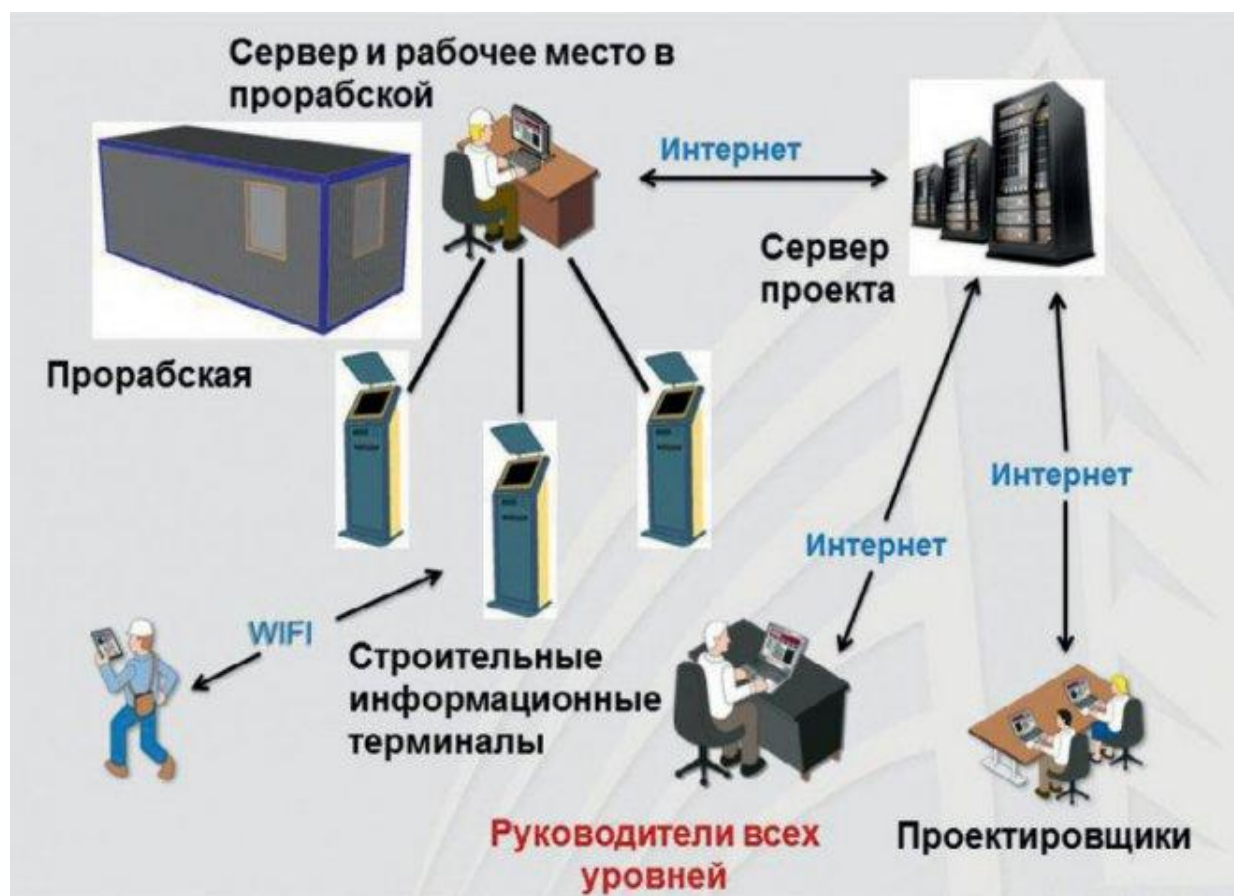 Сервер и рабочее место в
прорабской
Интернет
Сервер
проекта
Прорабская
Интернет
Интернет
WIFI
Строительные
информационные
терминалы
Руководители всех
уровней
Проектировщики